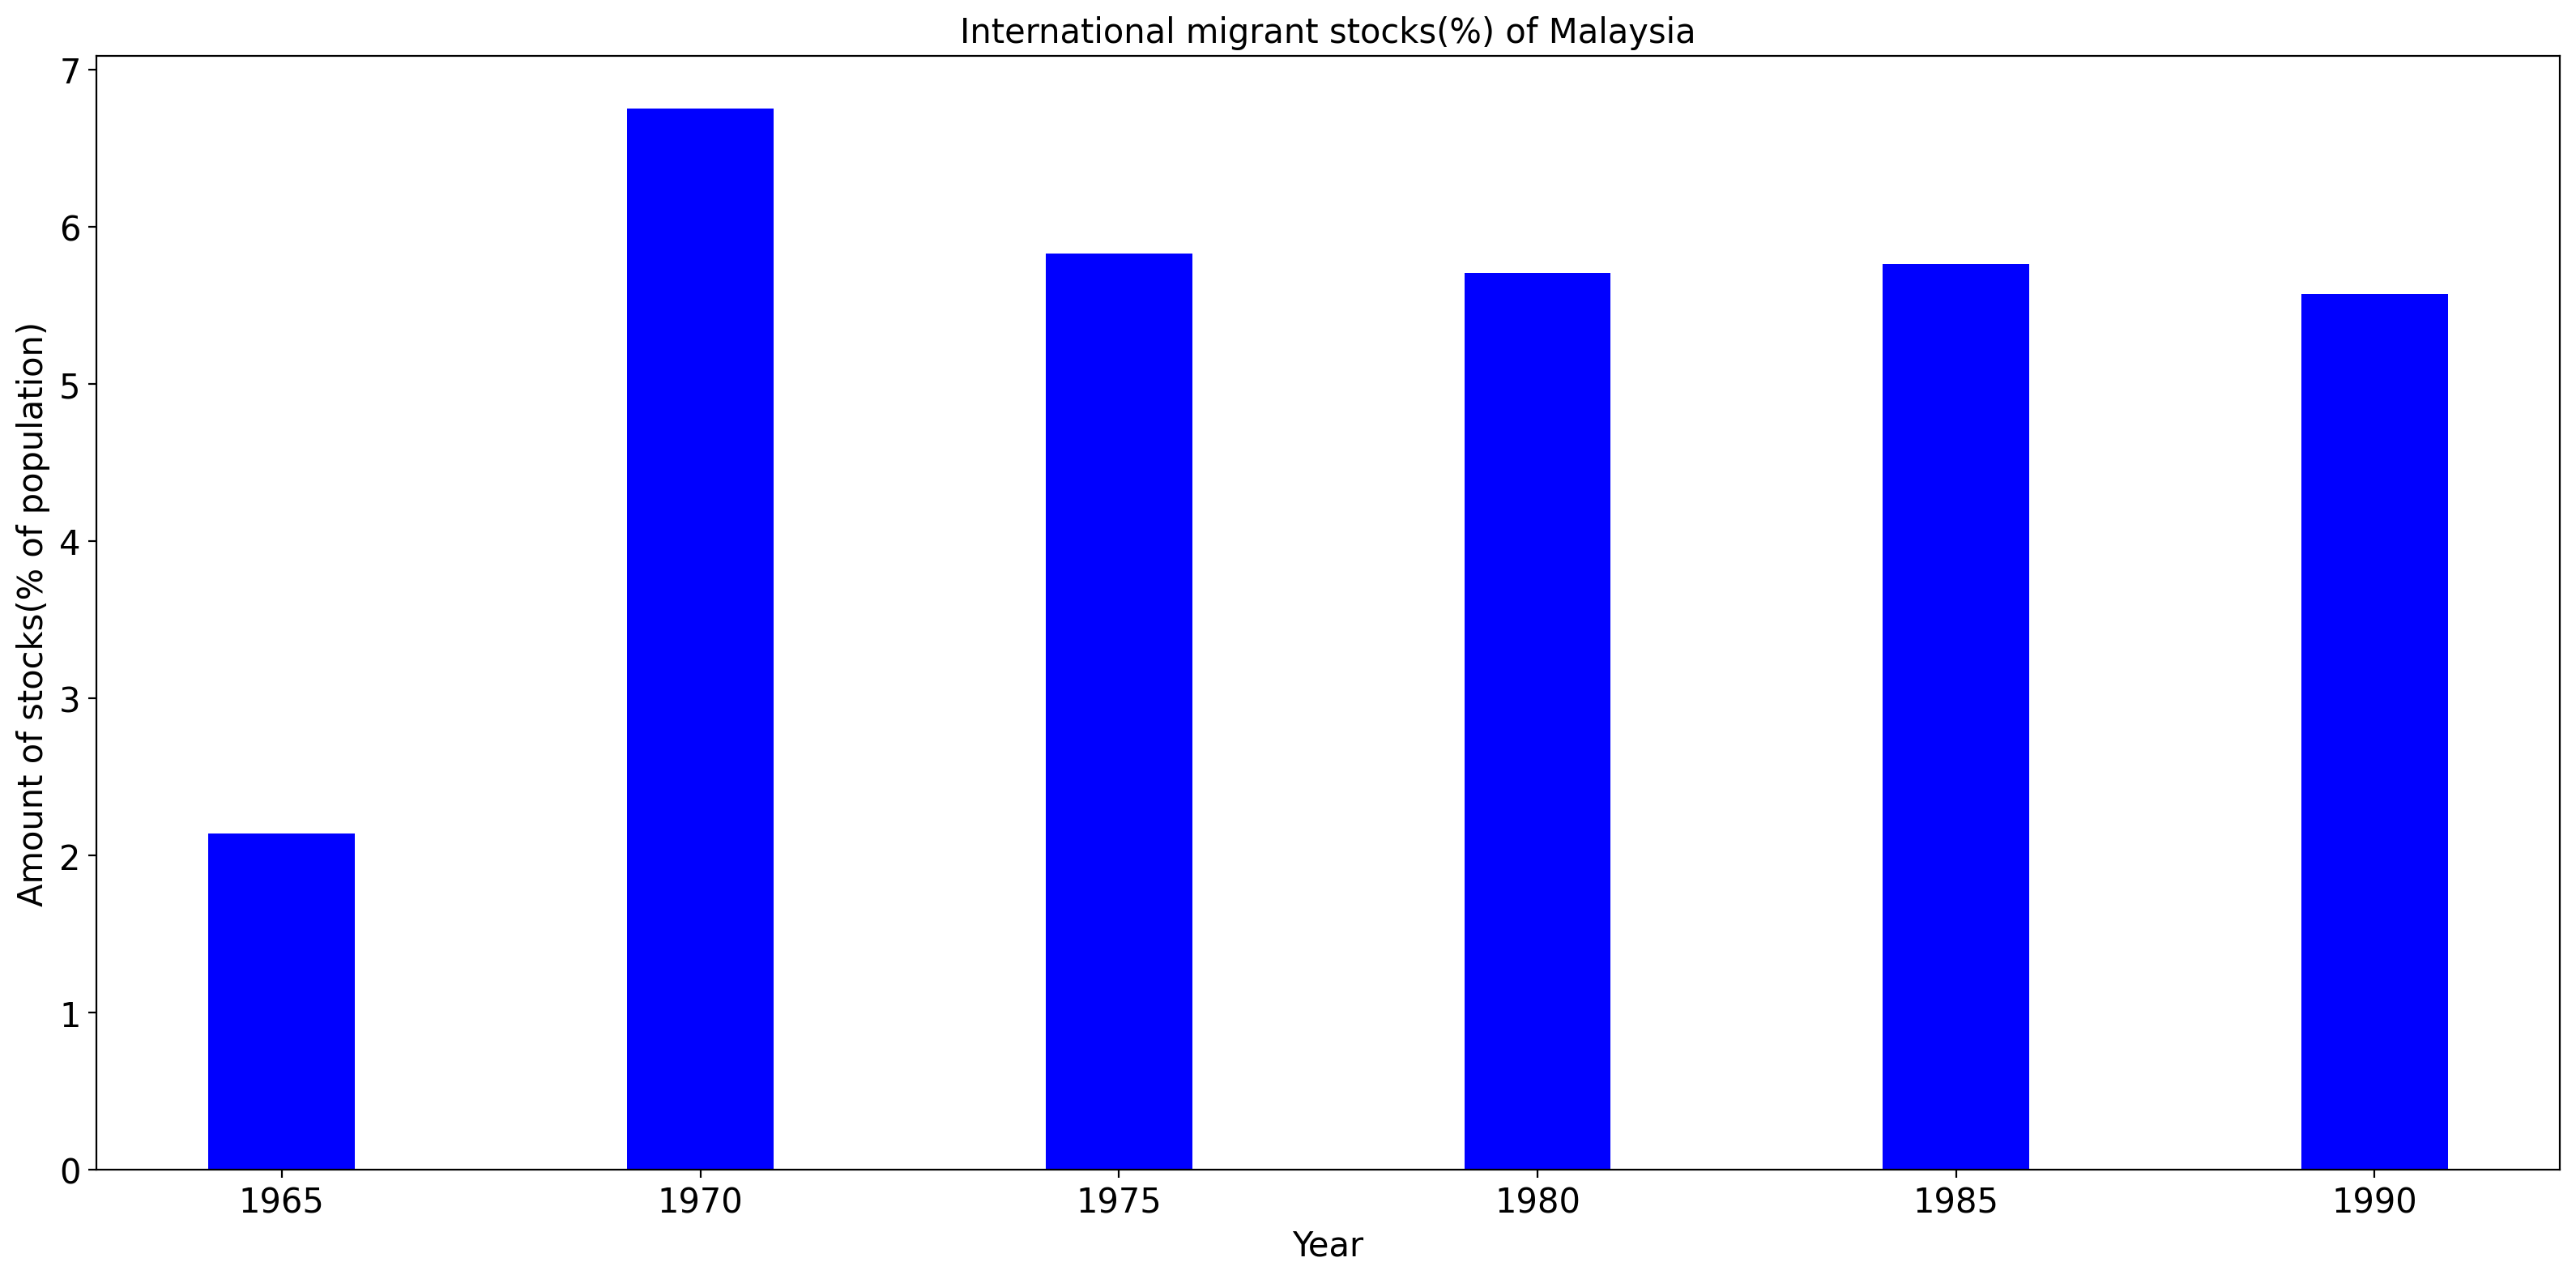 International migrant stocks(%) of Malaysia
Amount of stocks(% of population)
7
6
5
4
3
2
1
0
1965 1970 1975 1980 1985 1990
Year